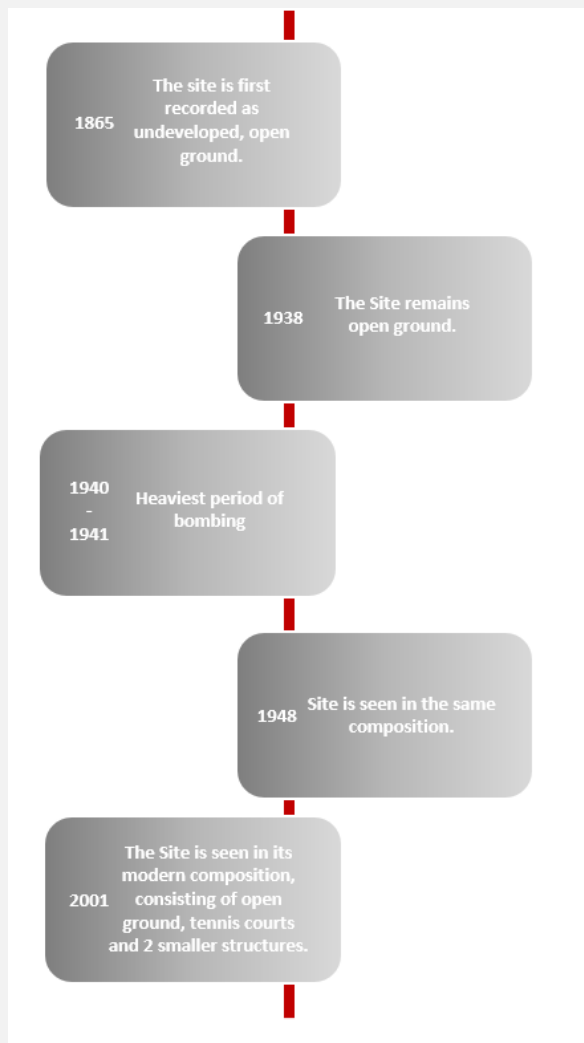 1865
The site is first
recorded as
undeveloped, open
ground.
1938
The Site remains
open ground.
1940
-
1941
Heaviest period of
bombing
1948
Site is seen in the same
composition.
2001
The Site is seen in its
modern composition,
consisting of open
ground, tennis courts
and 2 smaller structures.